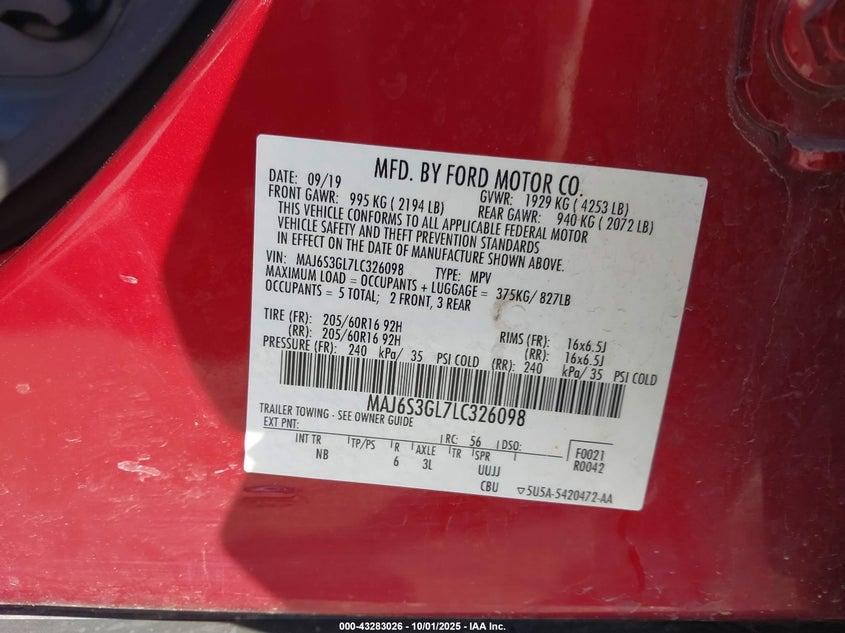 MFD. BY FORD MOTOR CO.
DATE: 09/19 GVWR: 1929 KG ( 4253 LB)
FRONT GAWR: 995 KG ( 2194 LB) REAR GAWR: 940 KG ( 2072 LB)
THIS VEHICLE CONFORMS TO ALL APPLICABLE FEDERAL MOTOR
VEHICLE SAFETY AND THEFT PREVENTION STANDARDS
IN EFFECT ON THE DATE OF MANUFACTURE SHOWN ABOVE.
VIN: MAJ6S3GL7LC326098 TYPE: MPV
MAXIMUM LOAD = OCCUPANTS + LUGGAGE = 375KG/ 827LB
OCCUPANTS = 5 TOTAL; 2 FRONT, 3 REAR
TIRE (FR): 205/60R16 92H RIMS (FR): 16x6.5J
(RR): 205/60R16 92H (RR): 16x6.5J
PRESSURE (FR): 240 kPa/ 35 PSI COLD (RR): 240 kPa/ 35 PSI COLD
MAJ6S3GL7LC326098
TRAILER TOWING - SEE OWNER GUIDE
EXT PNT: RC: 56 DSO: F0021
INT TR TP/PS R AXLE TR SPR R0042
NB 6 3L UUJJ
CBU 5U5A-5420472-AA
000-43283026 - 10/01/2025 - IAA Inc.